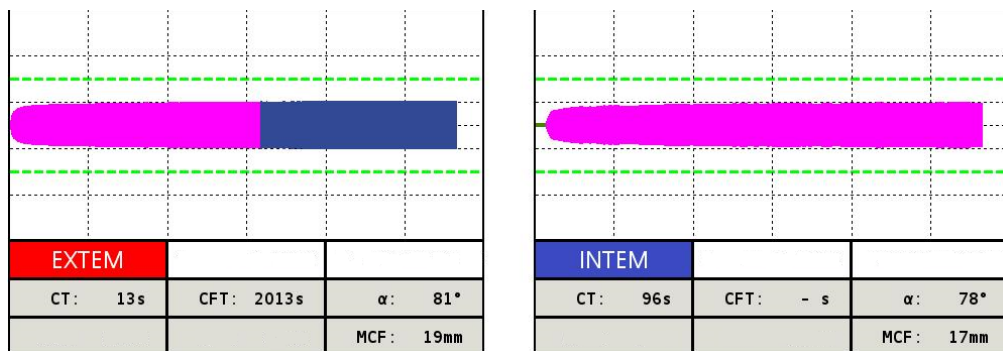 EXTEM
CT: 13s CFT: 2013s α: 81°
MCF: 19mm
INTEM
CT: 96s CFT: - s α: 78°
MCF: 17mm